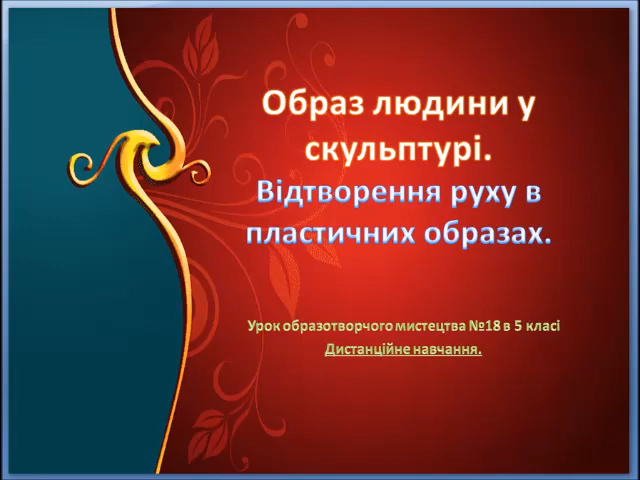 Образ людини у
скульптурі.
Відтворення руху в
пластичних образах.
Урок образотворчого мистецтва №18 в 5 класі
Дистанційне навчання.